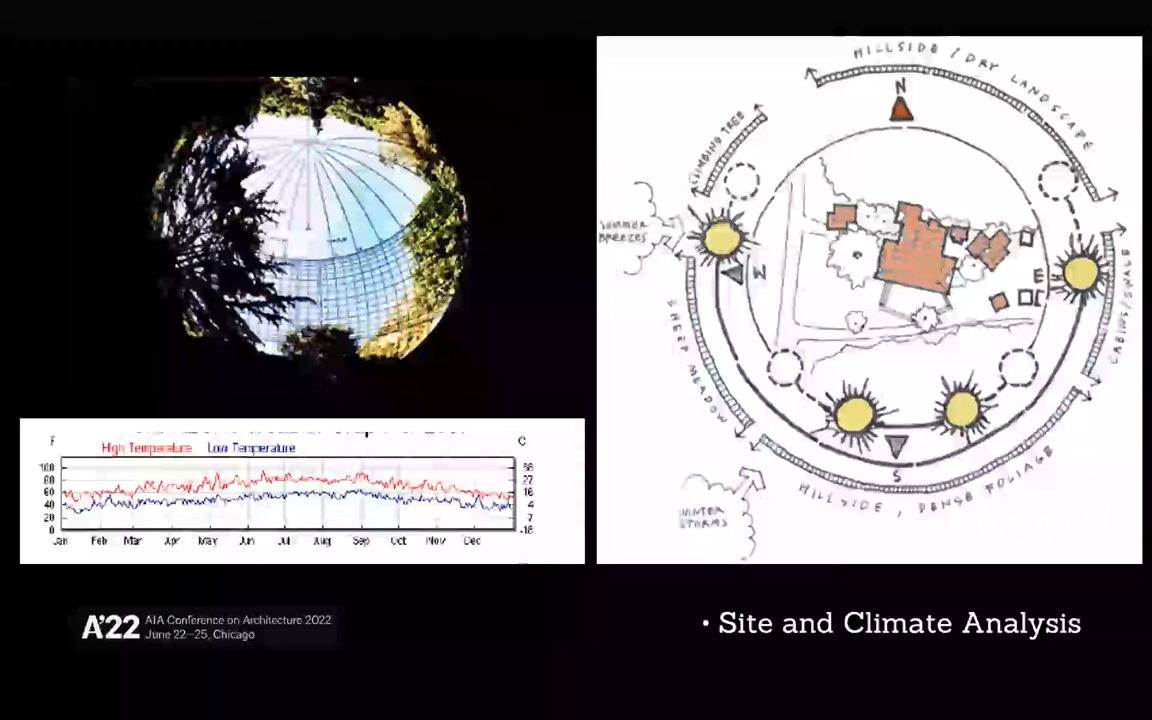 F
High Temperature Low Temperature
C
100
80
60
40
20
0
38
27
16
4
-7
-18
Jan Feb Mar Apr May Jun Jul Aug Sep Oct Nov Dec
HILLSIDE / DRY LANDSCAPE
N
CLIMBING TREE
SUMMER
BREEZES
W
E
CABINS/SWALE
SHEEP MEADOW
S
HILLSIDE, DENSE FOLIAGE
WINTER
STORMS
A'22
AIA Conference on Architecture 2022
June 22–25, Chicago
• Site and Climate Analysis